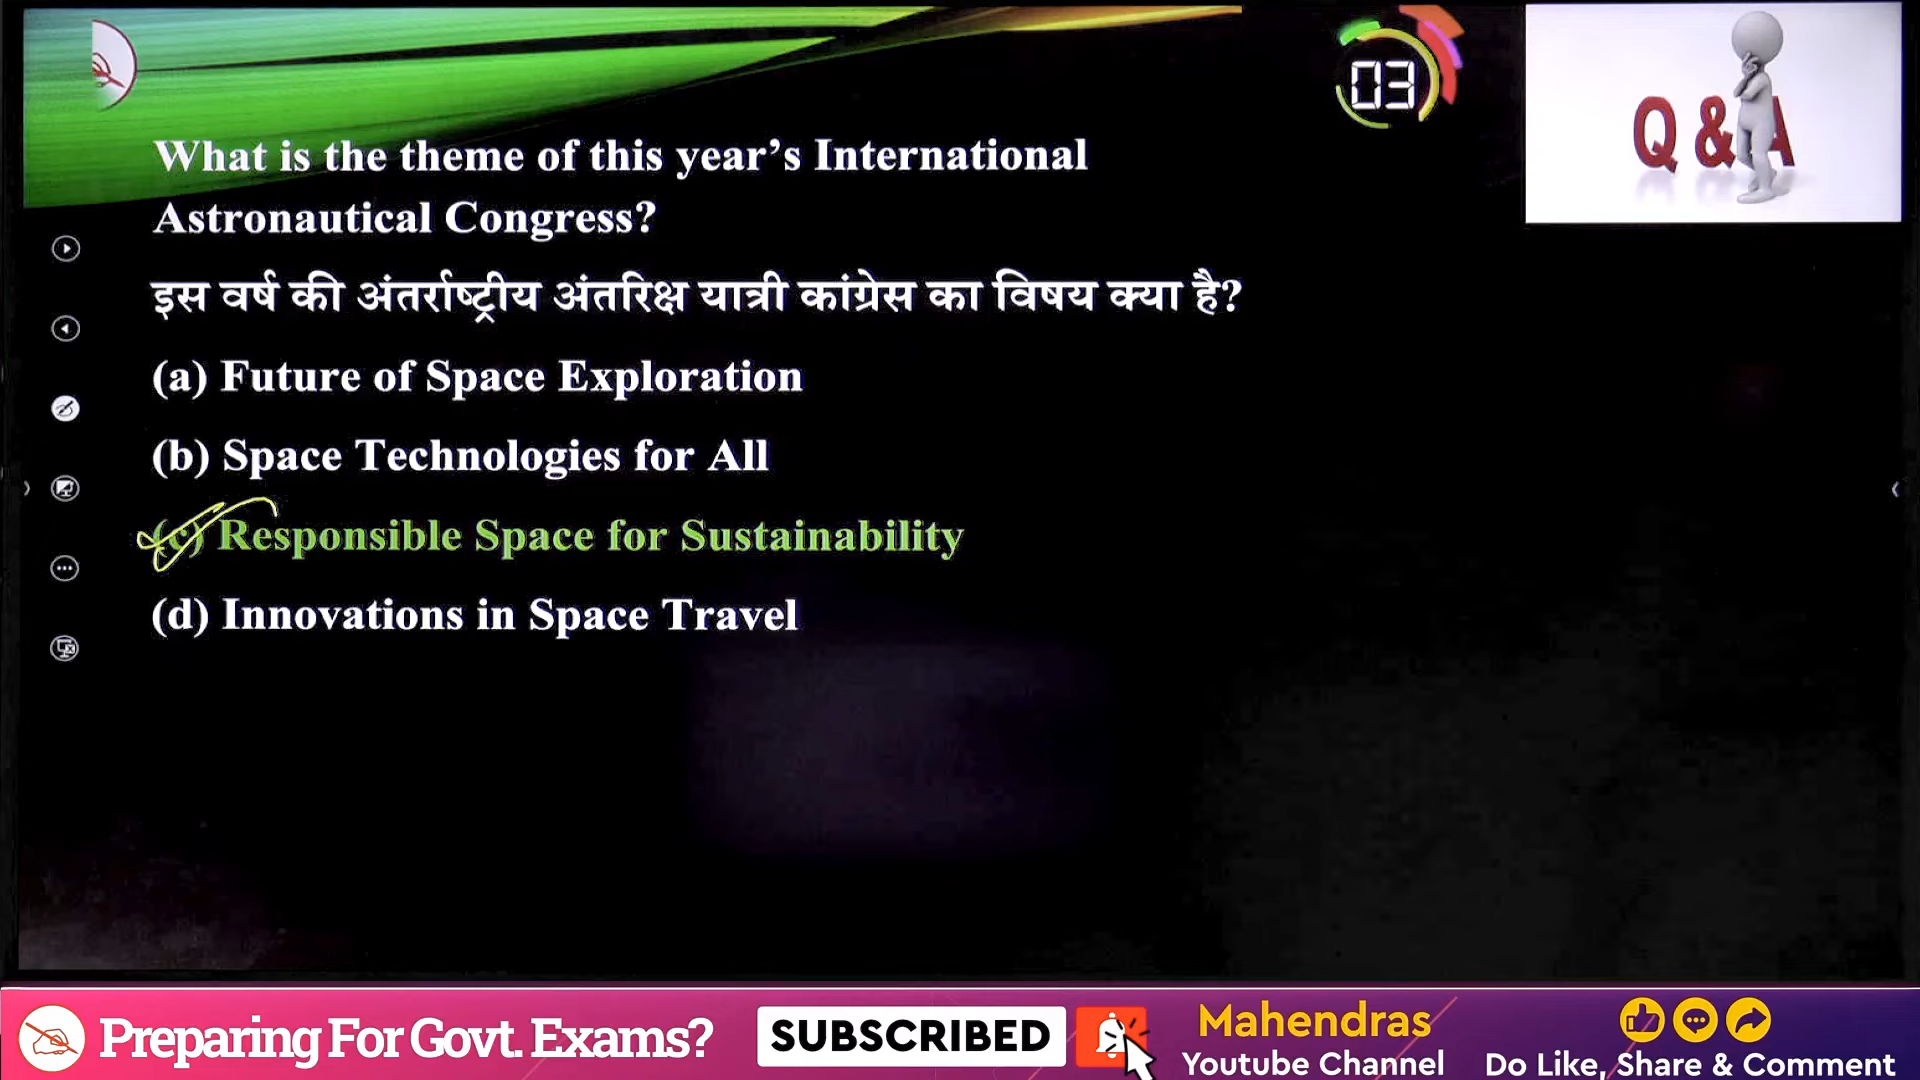 03
Q & A
What is the theme of this year’s International
Astronautical Congress?
इस वर्ष की अंतर्राष्ट्रीय अंतरिक्ष यात्री कांग्रेस का विषय क्या है?
(a) Future of Space Exploration
(b) Space Technologies for All
(c) Responsible Space for Sustainability
(d) Innovations in Space Travel
Preparing For Govt. Exams?
SUBSCRIBED
Mahendras
Youtube Channel
Do Like, Share & Comment